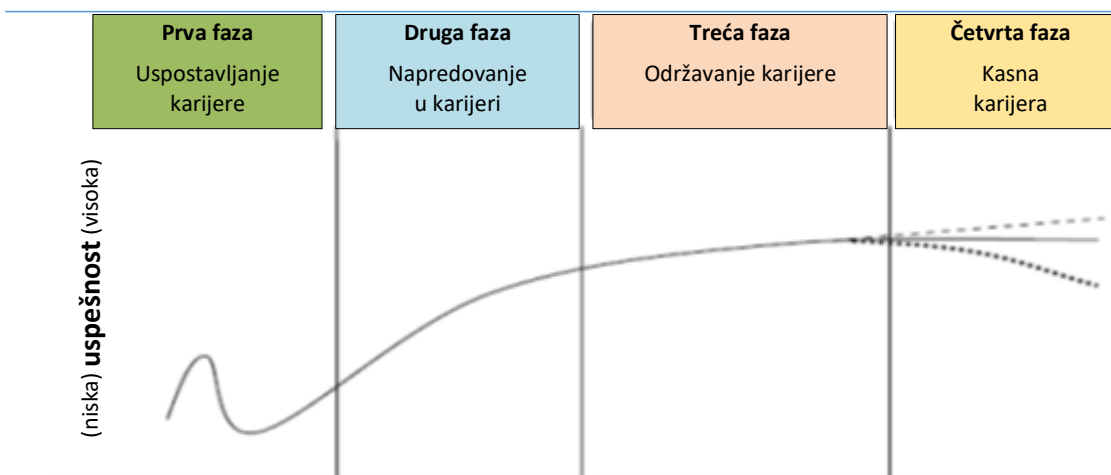 Prva faza
Uspostavljanje
karijere
Druga faza
Napredovanje
u karijeri
Treća faza
Održavanje karijere
Četvrta faza
Kasna
karijera
(niska) uspešnost (visoka)